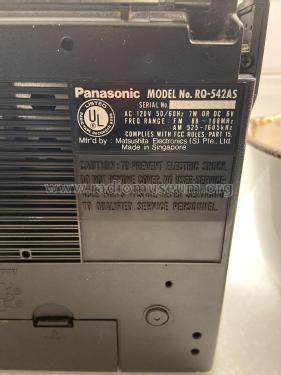 Panasonic MODEL No. RQ-542AS
SERIAL No.
LISTED
UL
AC 120V 50/60Hz 7W OR DC 6V
FREQ RANGE FM 88 - 108MHz
AM 525-1605kHz
COMPLIES WITH FCC RULES, PART 15.
Mfr'd by : Matsushita Electronics (S) Pte., Ltd.
Made in Singapore
CAUTION: TO PREVENT ELECTRIC SHOCK,
DO NOT REMOVE COVER. NO USER-SERVICE-
www.radiomuseum.org
TO QUALIFIED SERVICE PERSONNEL.